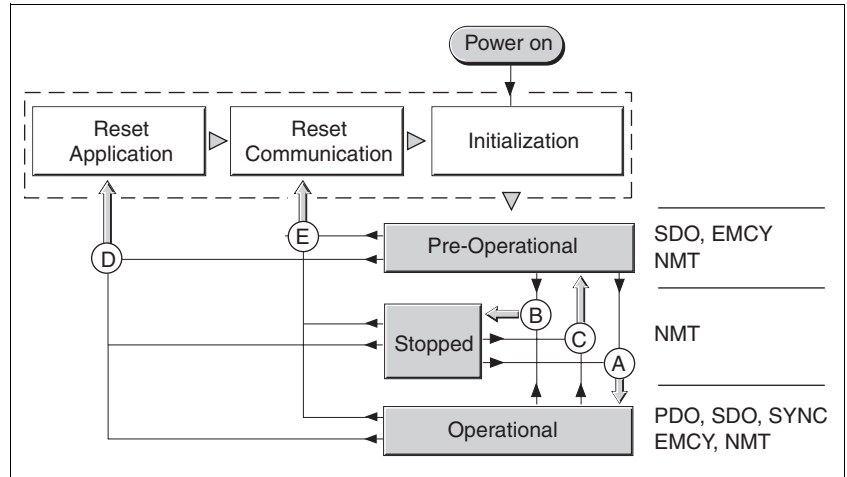 Power on
Reset
Application
Reset
Communication
Initialization
E
Pre-Operational
SDO, EMCY
NMT
D
B
Stopped
C
NMT
A
Operational
PDO, SDO, SYNC
EMCY, NMT